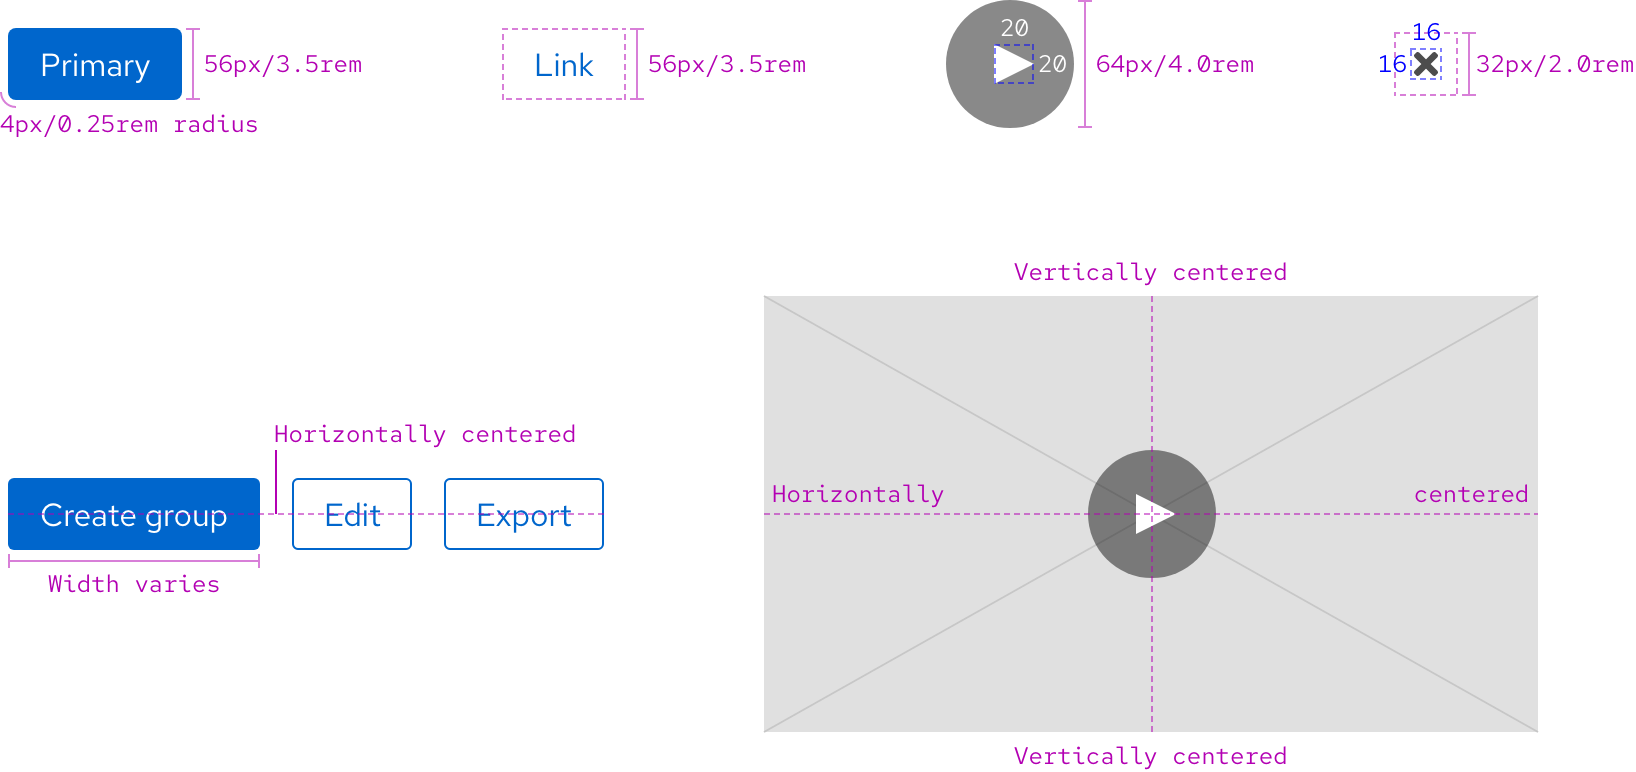 Primary
56px/3.5rem
4px/0.25rem radius
Link
56px/3.5rem
20
20
64px/4.0rem
16
16
32px/2.0rem
Horizontally centered
Create group
Edit
Export
Width varies
Vertically centered
Horizontally centered
Vertically centered